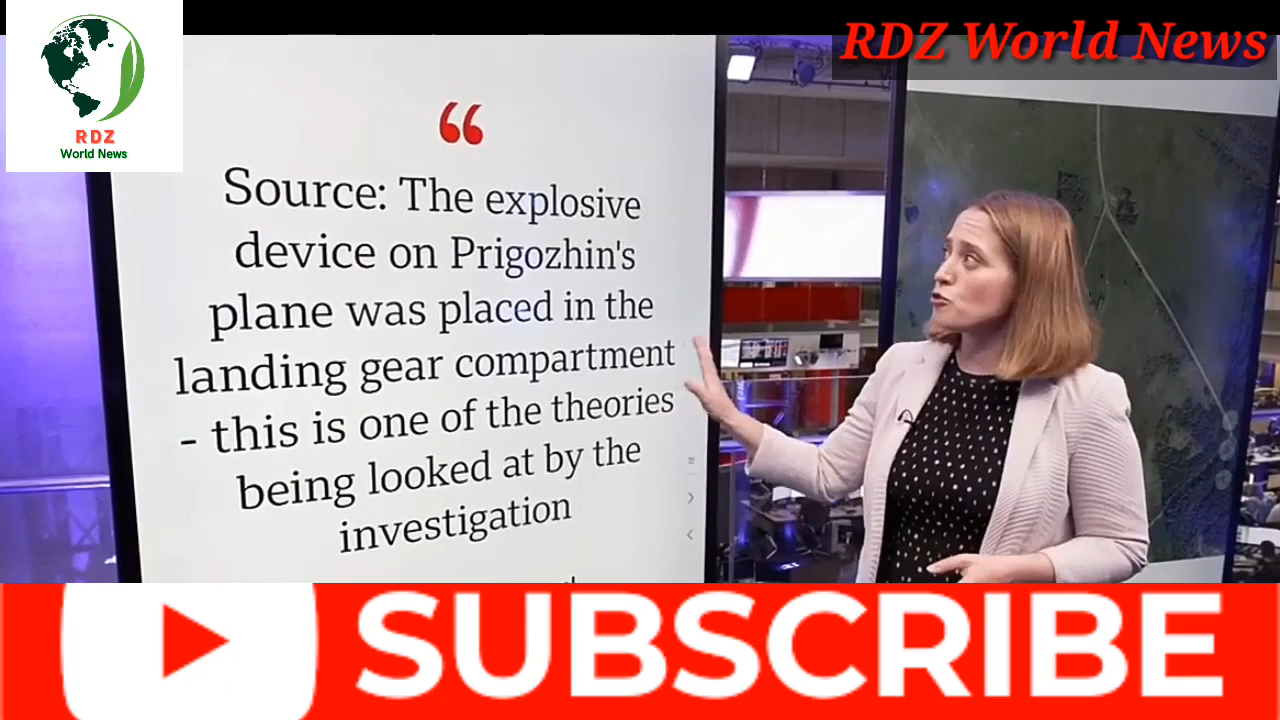 RDZ
World News
RDZ World News
“
Source: The explosive
device on Prigozhin's
plane was placed in the
landing gear compartment
- this is one of the theories
being looked at by the
investigation
SUBSCRIBE